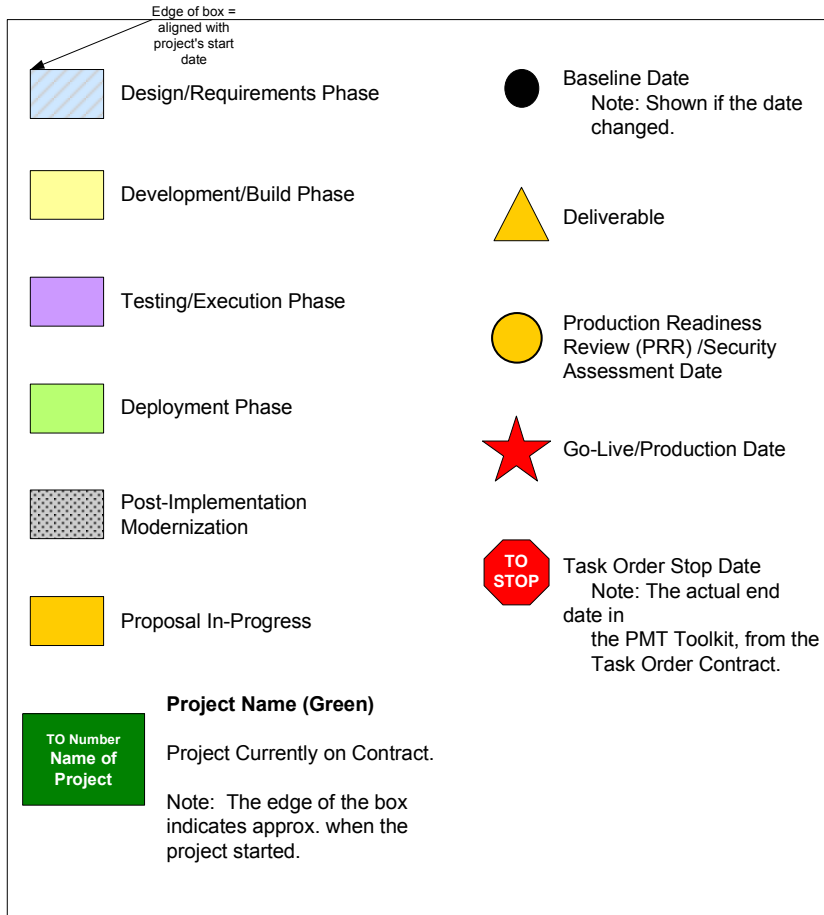 Edge of box =
aligned with
project's start
date
Design/Requirements Phase
Development/Build Phase
Testing/Execution Phase
Deployment Phase
Post-Implementation
Modernization
Proposal In-Progress
TO Number
Name of
Project
Project Name (Green)
Project Currently on Contract.
Note: The edge of the box
indicates approx. when the
project started.
Baseline Date
Note: Shown if the date
changed.
Deliverable
Production Readiness
Review (PRR) /Security
Assessment Date
Go-Live/Production Date
TO
STOP
Task Order Stop Date
Note: The actual end
date in
the PMT Toolkit, from the
Task Order Contract.